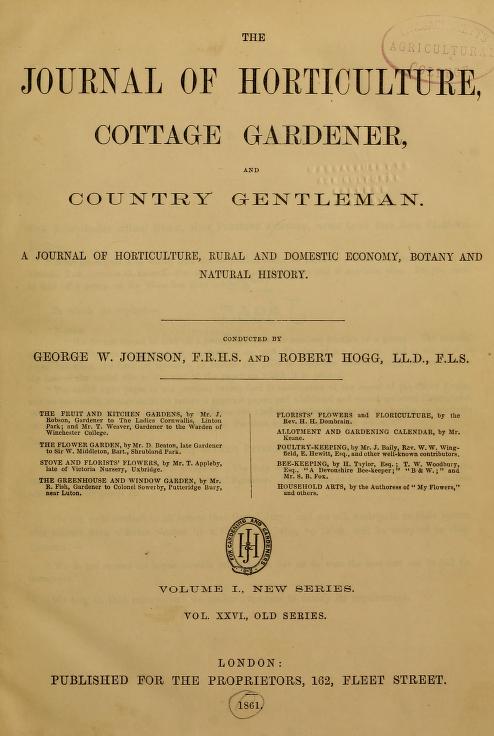 THE
JOURNAL OF HORTICULTURE,
COTTAGE GARDENER,
AND
COUNTRY GENTLEMAN.
A JOURNAL OF HORTICULTURE, RURAL AND DOMESTIC ECONOMY, BOTANY AND
NATURAL HISTORY.
CONDUCTED BY
GEORGE W. JOHNSON, F.R.H.S. AND ROBERT HOGG, LL.D., F.L.S.
THE FRUIT AND KITCHEN GARDENS, by Mr. J.
Robson, Gardener to The Ladies Cornwallis, Linton
Park; and Mr. T. Weaver, Gardener to the Warden of
Winchester College.
THE FLOWER GARDEN, by Mr. D. Beaton, late Gardener
to Sir W. Middleton, Bart., Shrubland Park.
STOVE AND FLORISTS' FLOWERS, by Mr. T. Appleby,
late of Victoria Nursery, Uxbridge.
THE GREENHOUSE AND WINDOW GARDEN, by Mr.
R. Fish, Gardener to Colonel Sowerby, Putteridge Bury,
near Luton.
FLORISTS' FLOWERS and FLORICULTURE, by the
Rev. H. H. Dombrain.
ALLOTMENT AND GARDENING CALENDAR, by Mr.
Keane.
POULTRY-KEEPING, by Mr. J. Baily, Rev. W. W. Wing-
field, E. Hewitt, Esq., and other well-known contributors.
BEE-KEEPING, by H. Taylor, Esq.; T. W. Woodbury,
Esq., "A Devonshire Bee-keeper;" "B & W.;" and
Mr. S. B. Fox.
HOUSEHOLD ARTS, by the Authoress of "My Flowers,"
and others.
FOR GARDENING AND GARDENERS
JH
VOLUME I., NEW SERIES.
VOL. XXVI., OLD SERIES.
LONDON:
PUBLISHED FOR THE PROPRIETORS, 162, FLEET STREET.
1861.
AGRICULTURAL